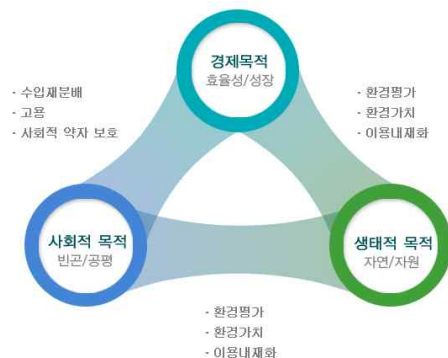 경제목적
효율성/성장
· 수입재분배
· 고용
· 사회적 약자 보호
· 환경평가
· 환경가치
· 이용내재화
사회적 목적
빈곤/공평
생태적 목적
자연/자원
· 환경평가
· 환경가치
· 이용내재화